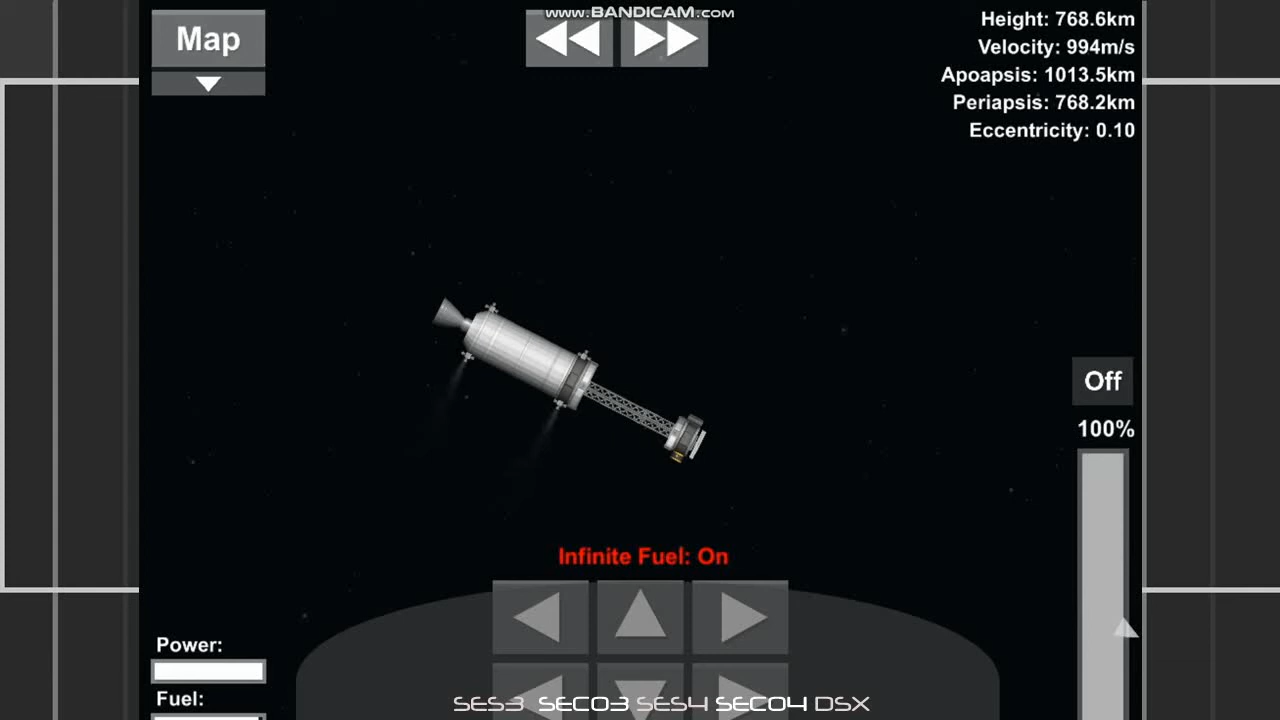 www.BANDICAM.com
Map
Height: 768.6km
Velocity: 994m/s
Apoapsis: 1013.5km
Periapsis: 768.2km
Eccentricity: 0.10
Off
100%
Infinite Fuel: On
Power:
Fuel:
SES3 SECO3 SES4 SECO4 DSX